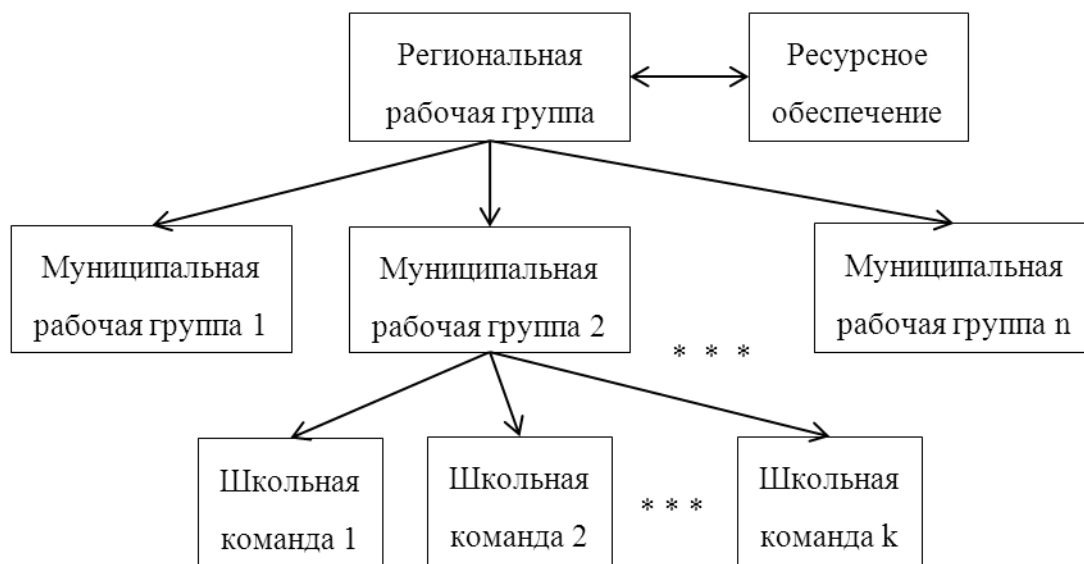 Региональная
рабочая группа
Ресурсное
обеспечение
Муниципальная
рабочая группа 1
Муниципальная
рабочая группа 2
* * *
Муниципальная
рабочая группа n
Школьная
команда 1
Школьная
команда 2
* * *
Школьная
команда k